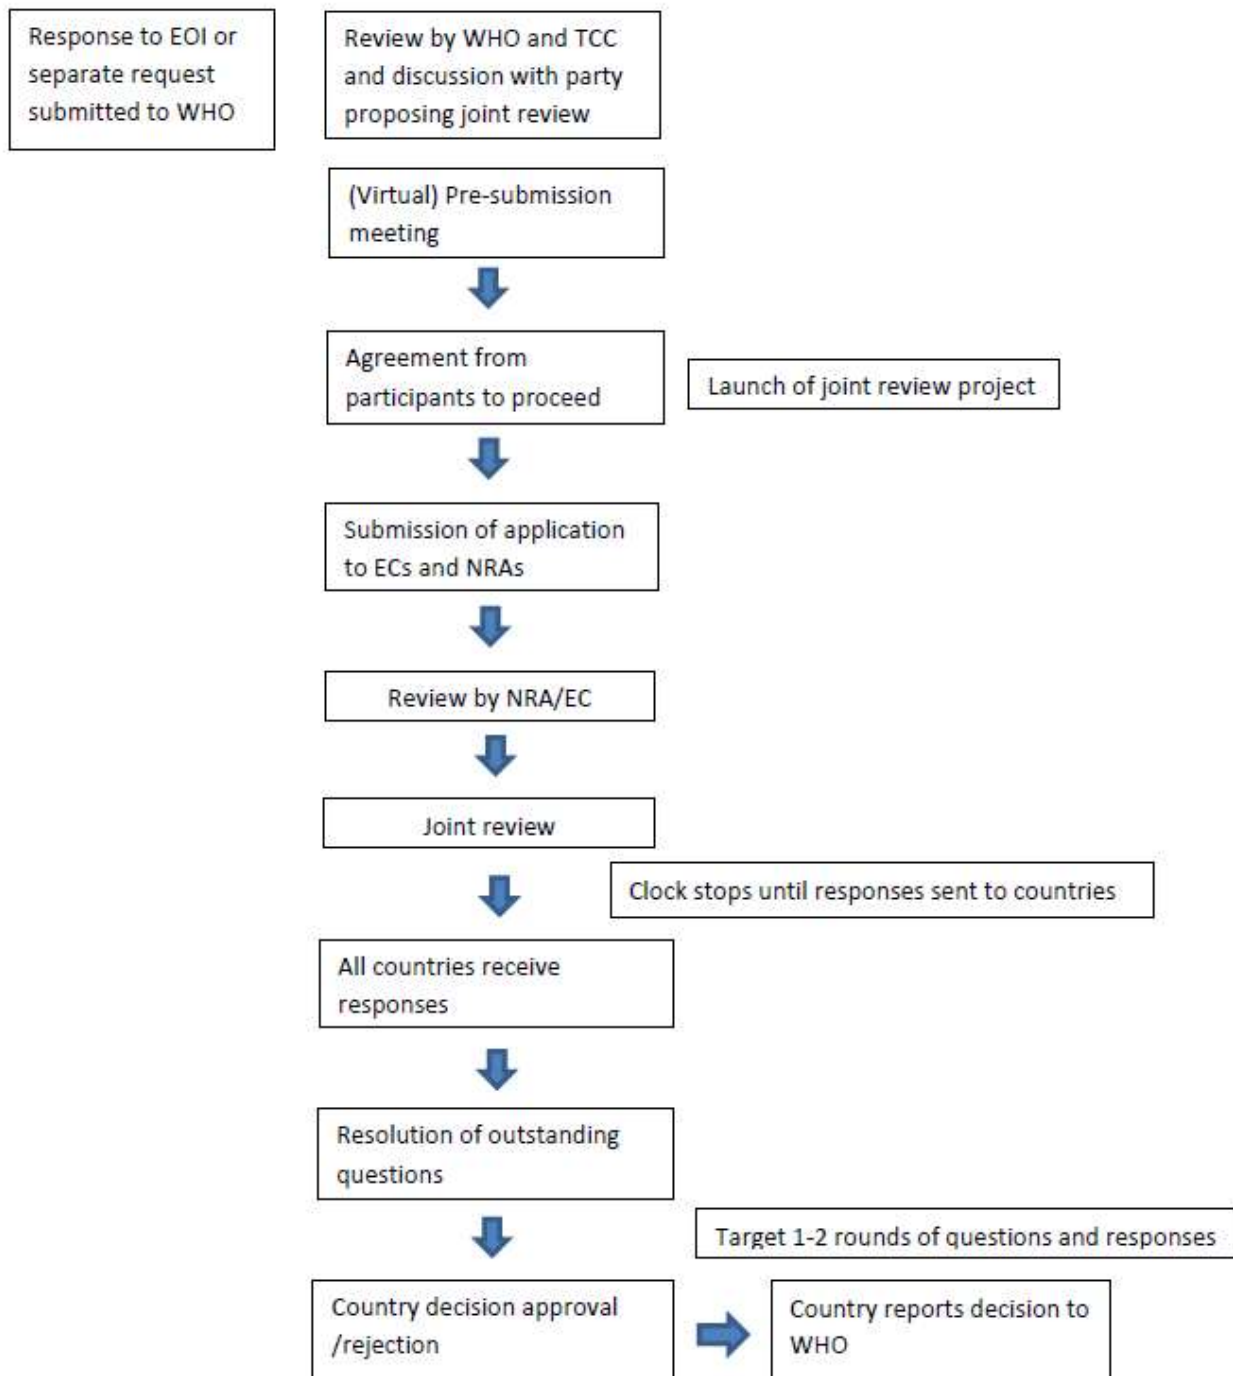 Response to EOI or
separate request
submitted to WHO
Review by WHO and TCC
and discussion with party
proposing joint review
(Virtual) Pre-submission
meeting
Agreement from
participants to proceed
Launch of joint review project
Submission of application
to ECs and NRAs
Review by NRA/EC
Joint review
Clock stops until responses sent to countries
All countries receive
responses
Resolution of outstanding
questions
Target 1-2 rounds of questions and responses
Country decision approval
/rejection
Country reports decision to
WHO